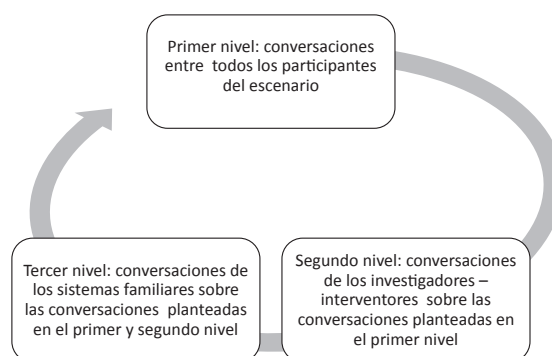 Primer nivel: conversaciones
entre todos los participantes
del escenario
Tercer nivel: conversaciones de
los sistemas familiares sobre
las conversaciones planteadas
en el primer y segundo nivel
Segundo nivel: conversaciones
de los investigadores –
interventores sobre las
conversaciones planteadas en
el primer nivel